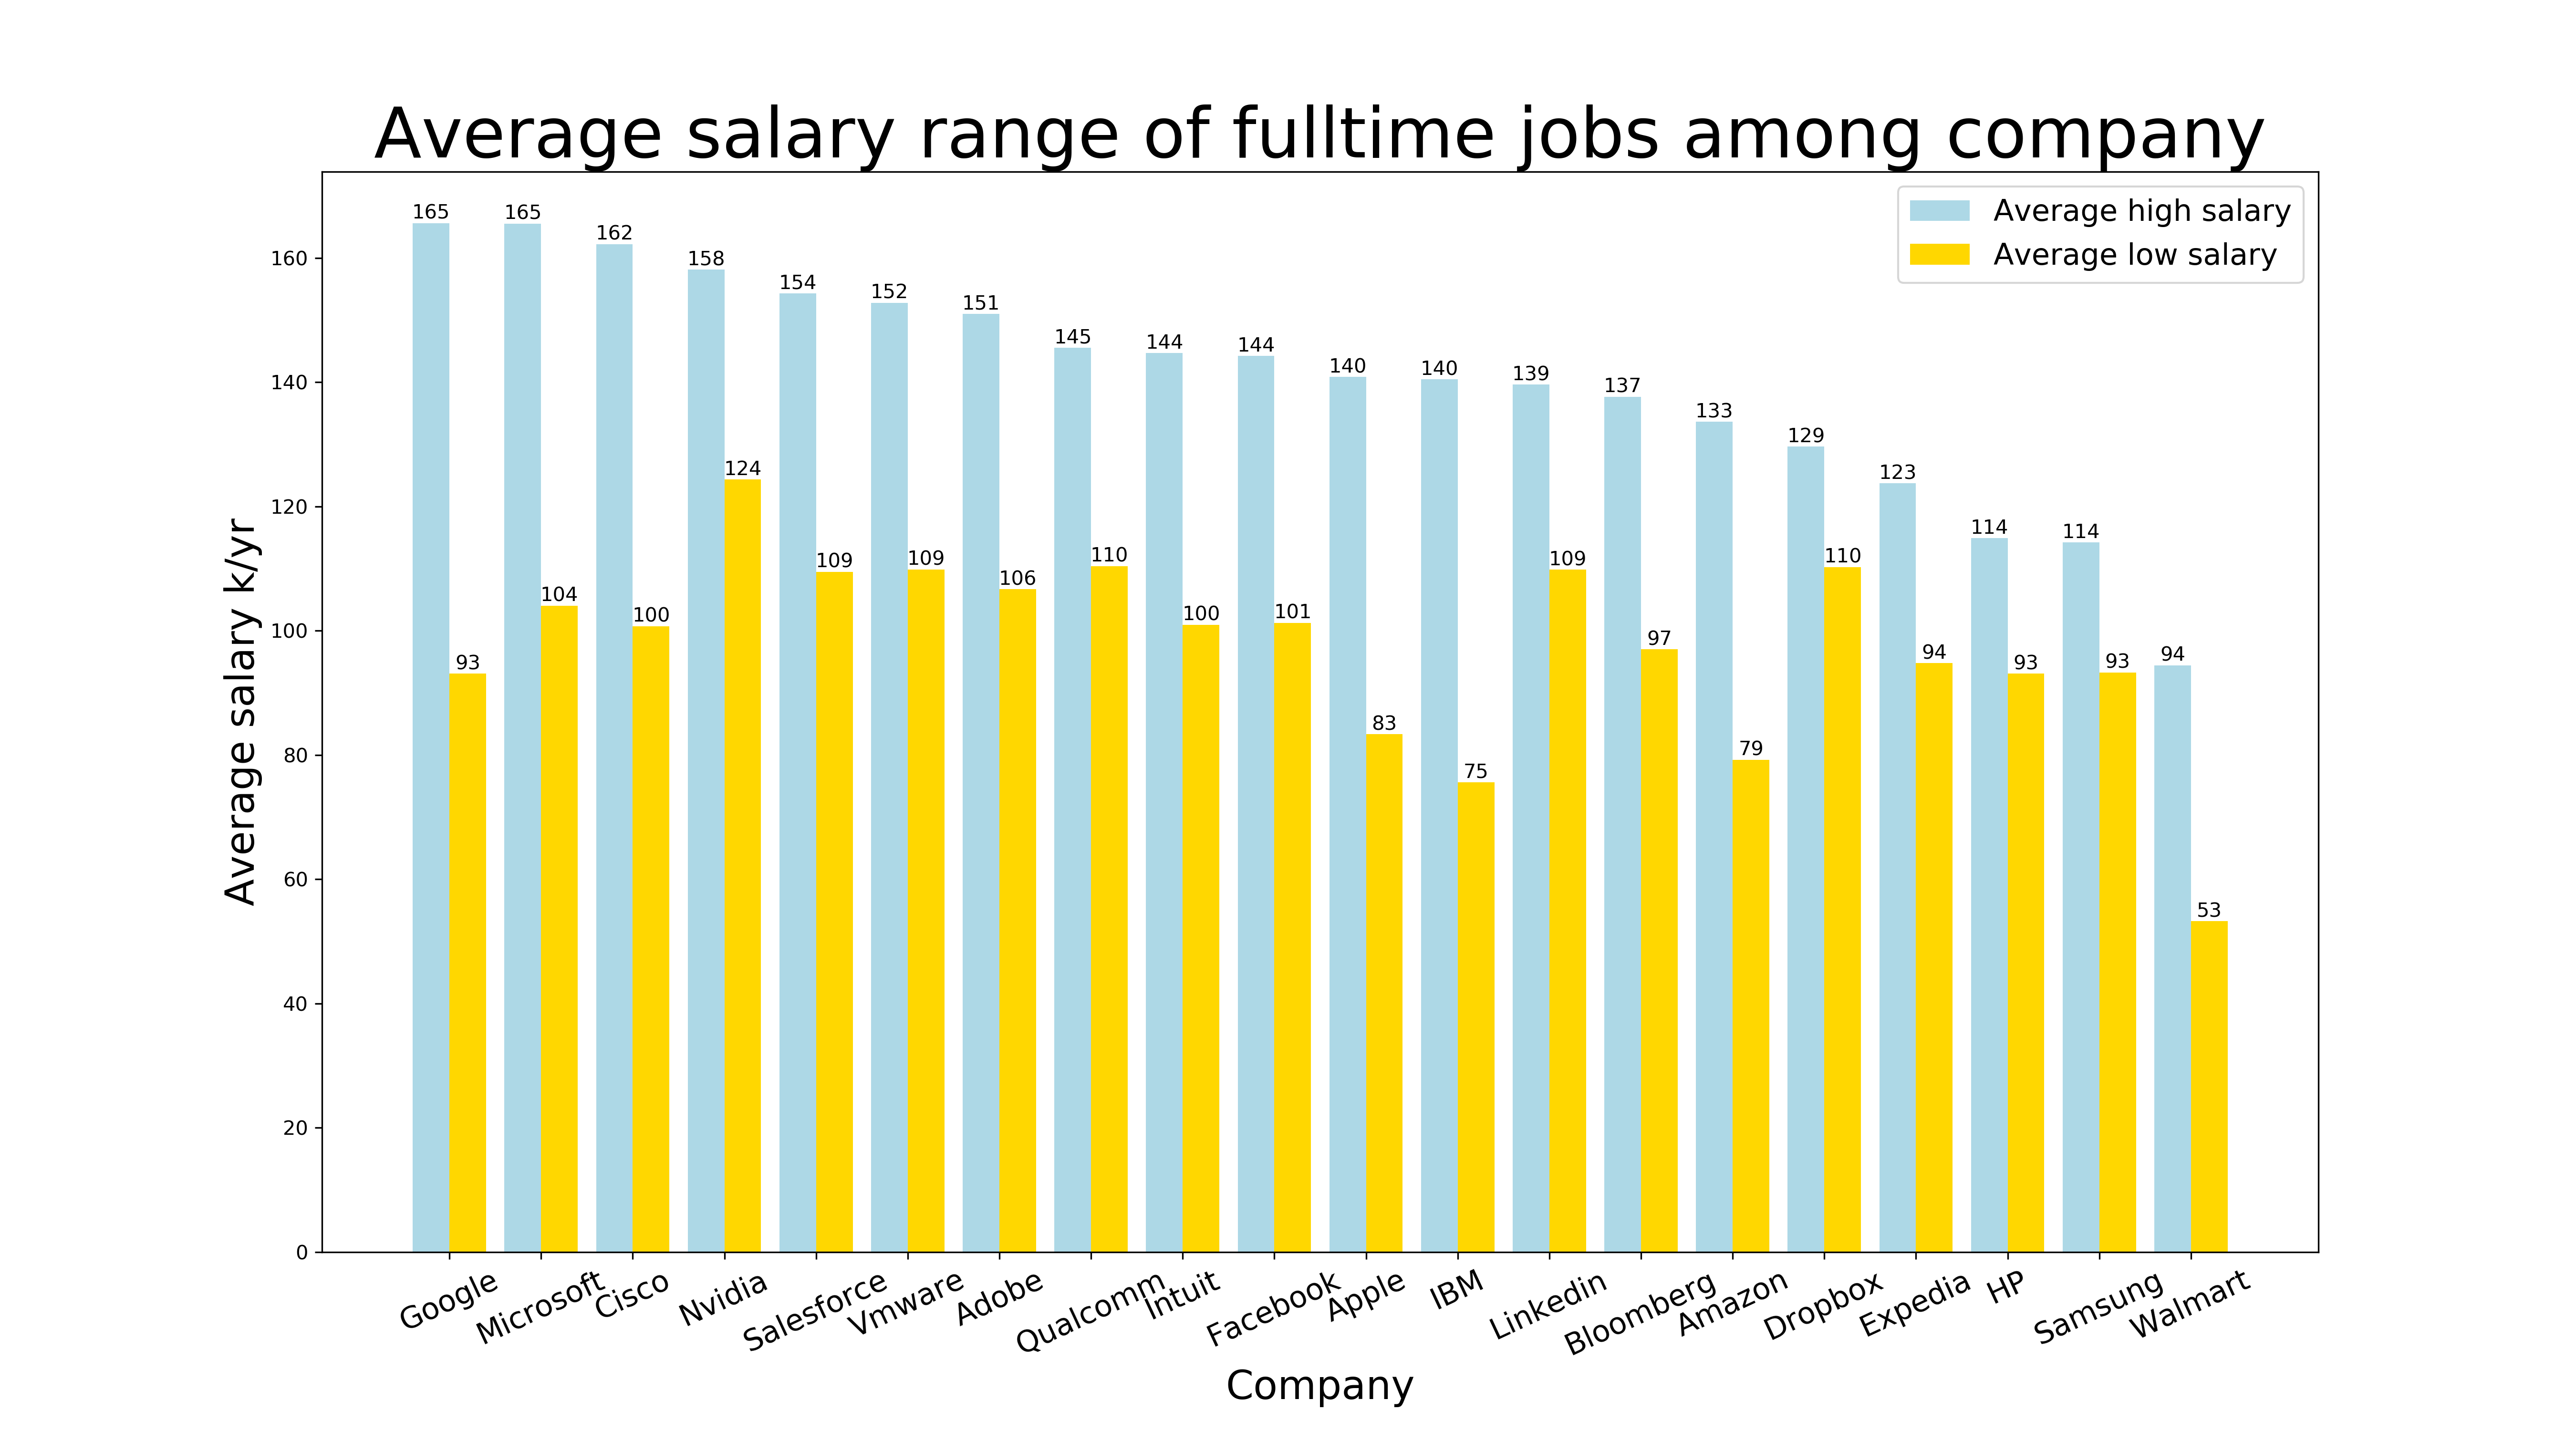 Average salary range of fulltime jobs among company
Average high salary
Average low salary
Average salary k/yr
160
140
120
100
80
60
40
20
0
165 93
165 104
162 100
158 124
154 109
152 109
151 106
145 110
144 100
144 101
140 83
140 75
139 109
137 97
133 79
129 110
123 94
114 93
114 93
94 53
Google
Microsoft
Cisco
Nvidia
Salesforce
Vmware
Adobe
Qualcomm
Intuit
Facebook
Apple
IBM
Linkedin
Bloomberg
Amazon
Dropbox
Expedia
HP
Samsung
Walmart
Company